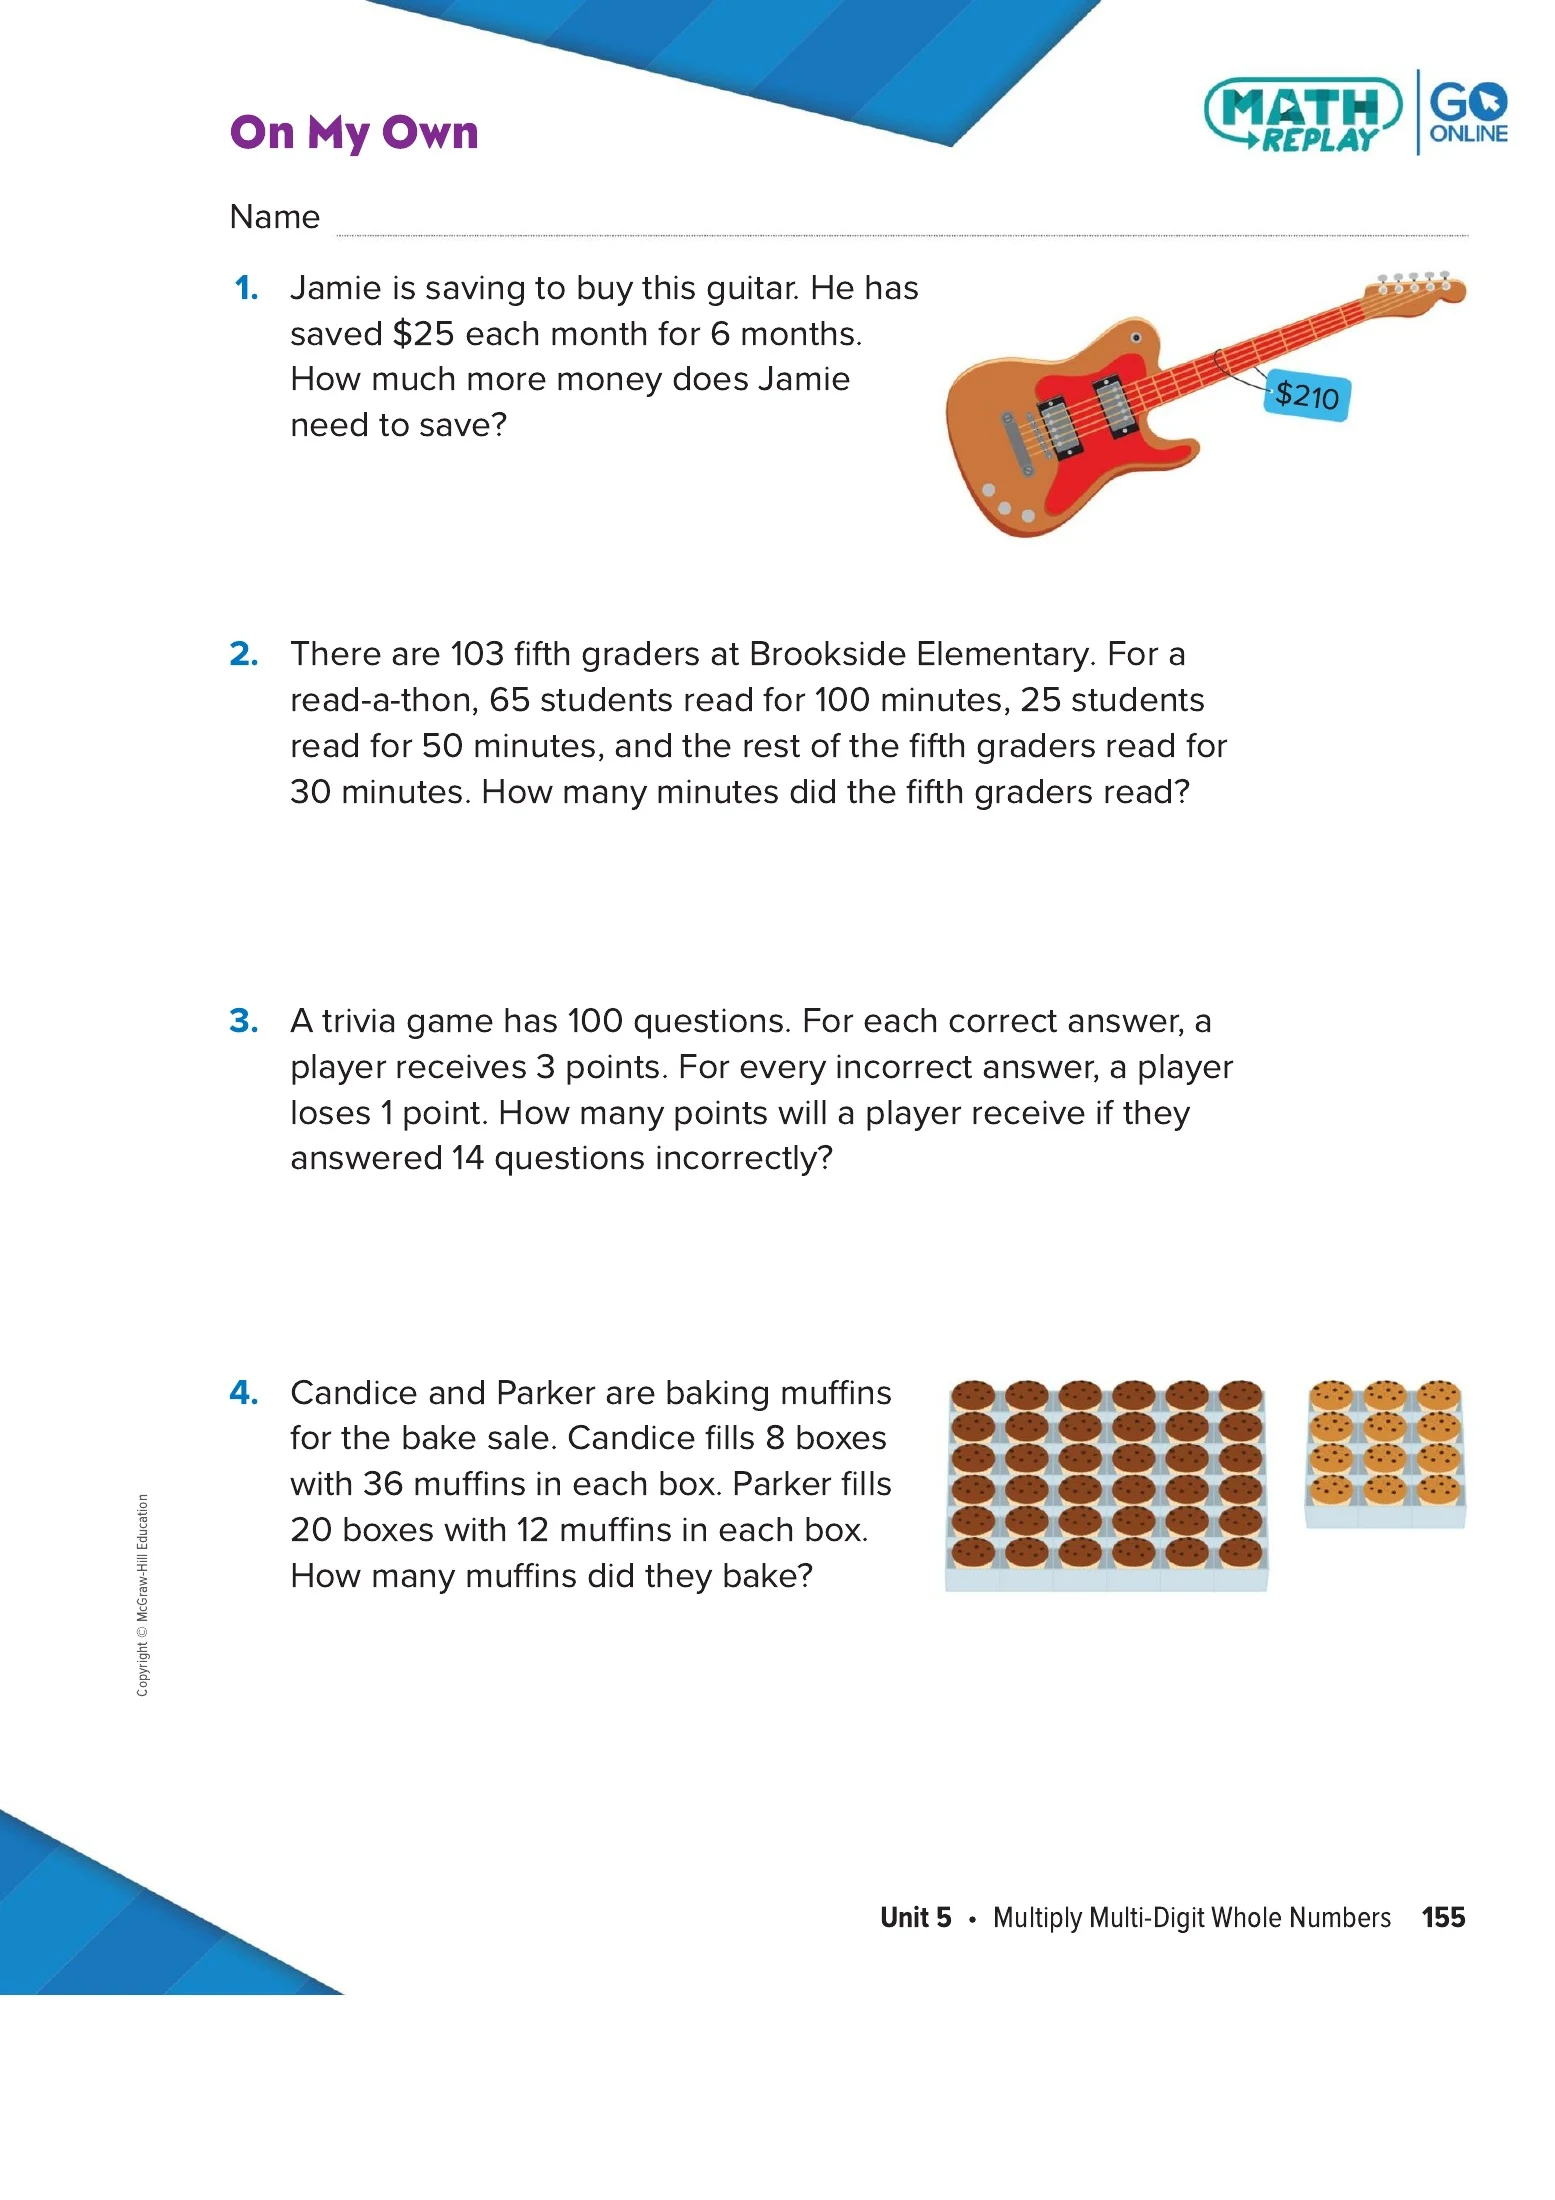 On My Own
MATH
REPLAY
GO
ONLINE
Name
1. Jamie is saving to buy this guitar. He has
saved $25 each month for 6 months.
How much more money does Jamie
need to save?
$210
2. There are 103 fifth graders at Brookside Elementary. For a
read-a-thon, 65 students read for 100 minutes, 25 students
read for 50 minutes, and the rest of the fifth graders read for
30 minutes. How many minutes did the fifth graders read?
3. A trivia game has 100 questions. For each correct answer, a
player receives 3 points. For every incorrect answer, a player
loses 1 point. How many points will a player receive if they
answered 14 questions incorrectly?
4. Candice and Parker are baking muffins
for the bake sale. Candice fills 8 boxes
with 36 muffins in each box. Parker fills
20 boxes with 12 muffins in each box.
How many muffins did they bake?
Copyright © McGraw-Hill Education
Unit 5 • Multiply Multi-Digit Whole Numbers 155